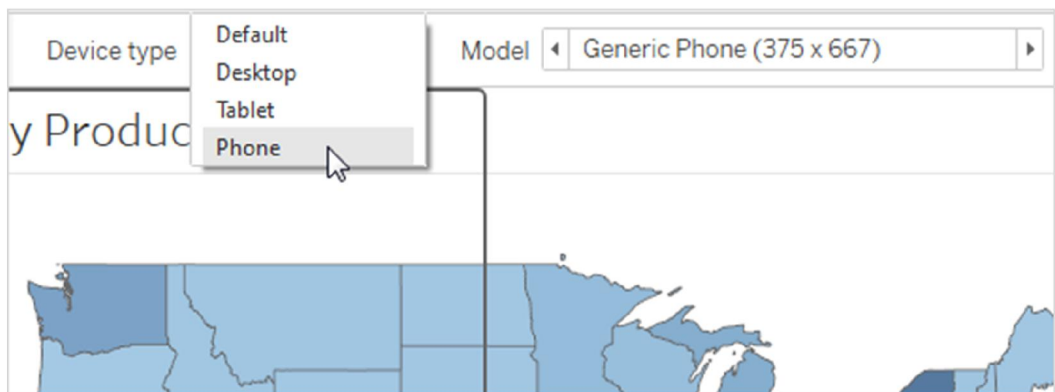 Device type
Default
Desktop
Tablet
Phone
Model
Generic Phone (375 x 667)
y Produc